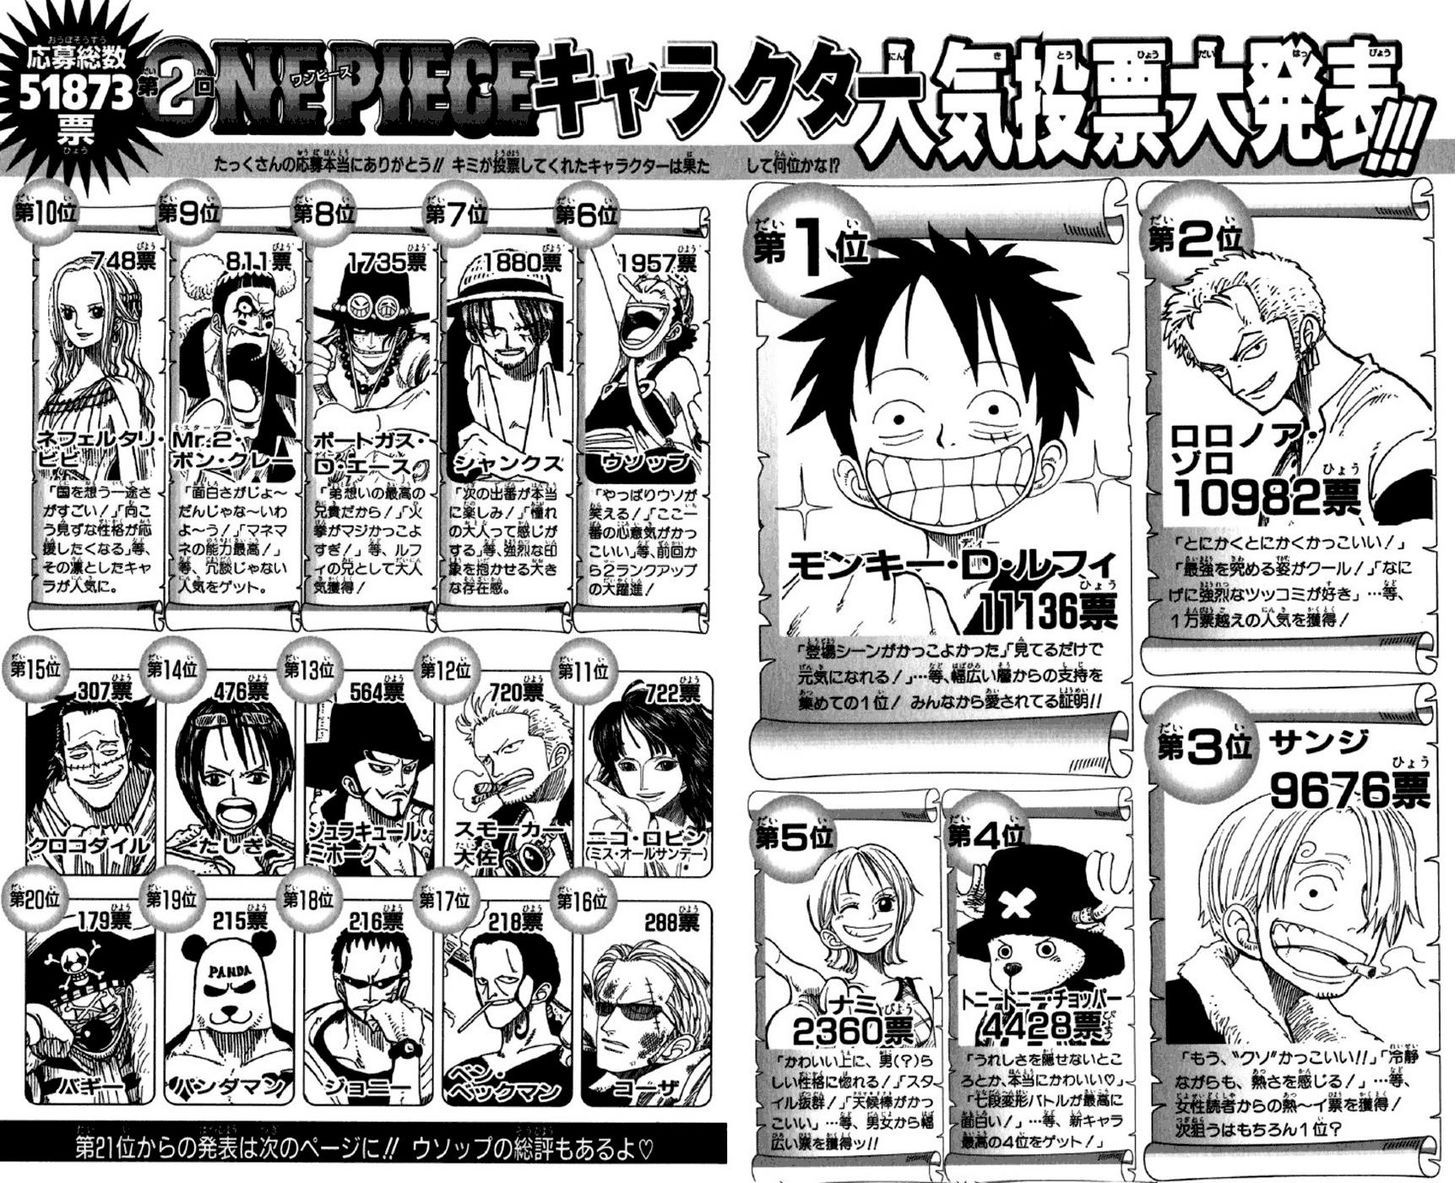 応募総数
51873
票
第2回 ONE PIECE キャラクター人気投票大発表!!!
たっくさんの応募本当にありがとう!! キミが投票してくれたキャラクターは果たして何位かな!?
第1位
モンキー・D・ルフィ
11136票
「登場シーンがかっこよかった」「見てるだけで
元気になれる!」…等、幅広い層からの支持を
集めての1位! みんなから愛されてる証明!!
第2位
ロロノア・
ゾロ
10982票
「とにかくとにかくかっこいい!」
「最強を究める姿がクール!」「なに
げに強烈なツッコミが好き」…等、
1万票越えの人気を獲得!
第3位
サンジ
9676票
「もう、〝クソ〟かっこいい!!」「冷静
ながらも、熱さを感じる!」…等、
女性読者からの熱〜イ票を獲得!
次狙うはもちろん1位?
第4位
トニートニー・チョッパー
4428票
「うれしさを隠せないとこ
ろとか、本当にかわいい♡」
「七段変形バトルが最高に
面白い!」…等、新キャラ
最高の4位をゲット!」
第5位
ナミ
2360票
「かわいい上に、男(?)ら
しい性格に惚れる!」「スタ
イル抜群!」「天候棒がかっ
こいい」…等、男女から幅
広い票を獲得ッ!!
第6位
1957票
ウソップ
「やっぱりウソが
笑える!」「ここ一
番の心意気がかっ
こいい」等、前回か
ら2ランクアップ
の大躍進!
第7位
1880票
シャンクス
「次の出番が本当
に楽しみ!」「憧れ
の大人って感じが
する」等、強烈な印
象を抱かせる大き
な存在感。
第8位
1735票
ポートガス・
D・エース
「弟想いの最高の
兄貴だから!」「火
拳がマジかっこよ
すぎ!」等、ルフ
ィの兄として大人
気獲得!
第9位
811票
Mr.2・
ボン・クレー
「面白さがじょ〜
だんじゃな〜いわ
よ〜う!」「マネマ
ネの能力最高!」
等、冗談じゃない
人気をゲット。
第10位
748票
ネフェルタリ・
ビビ
「国を想う一途さ
がすごい!」「向こ
う見ずな性格が応
援したくなる」等、
その凛としたキャ
ラが人気に。
第11位
722票
ニコ・ロビン
(ミス・オールサンデー)
第12位
720票
スモーカー
大佐
第13位
564票
ジュラキュール・
ミホーク
第14位
476票
たしぎ
第15位
307票
クロコダイル
第16位
288票
コーザ
第17位
218票
ベン・
ベックマン
第18位
216票
ジョニー
第19位
215票
PANDA
パンダマン
第20位
179票
バギー
第21位からの発表は次のページに!! ウソップの総評もあるよ♡